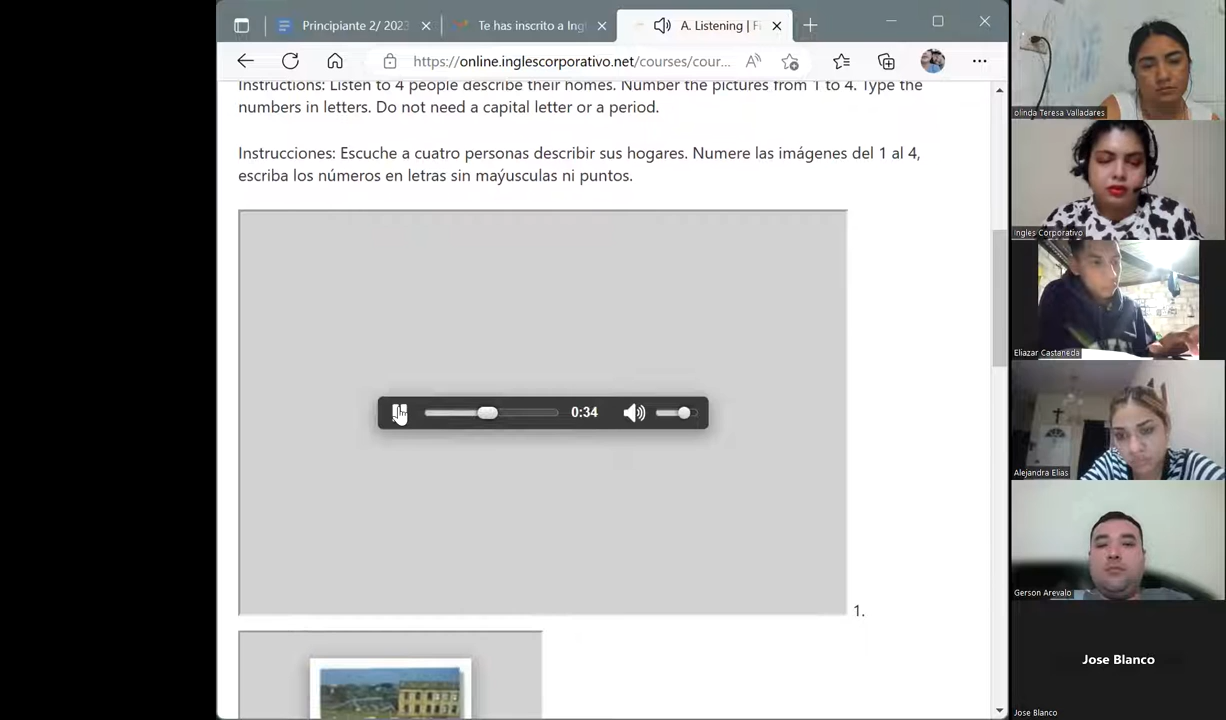 Principiante 2/ 2023
Te has inscrito a Ing
A. Listening | Fi
https://online.inglescorporativo.net/courses/cour...
Instructions: Listen to 4 people describe their homes. Number the pictures from 1 to 4. Type the
numbers in letters. Do not need a capital letter or a period.
Instrucciones: Escuche a cuatro personas describir sus hogares. Numere las imágenes del 1 al 4,
escriba los números en letras sin maýusculas ni puntos.
0:34
1.
olinda Teresa Valladares
Ingles Corporativo
Eliazar Castaneda
Alejandra Elias
Gerson Arevalo
Jose Blanco
Jose Blanco